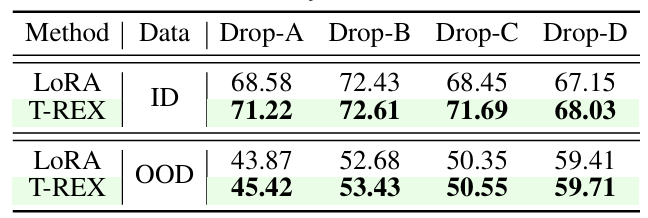 Method Data Drop-A Drop-B Drop-C Drop-D
LoRA ID 68.58 72.43 68.45 67.15
T-REX 71.22 72.61 71.69 68.03
LoRA OOD 43.87 52.68 50.35 59.41
T-REX 45.42 53.43 50.55 59.71